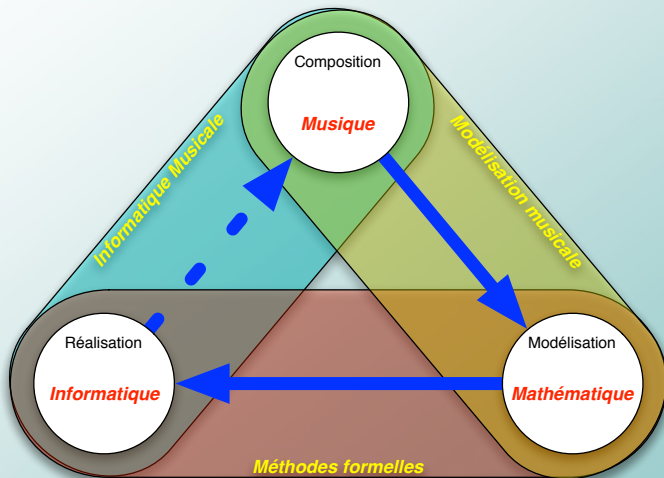 Composition
Musique
Informatique Musicale
Modélisation musicale
Réalisation
Informatique
Modélisation
Mathématique
Méthodes formelles